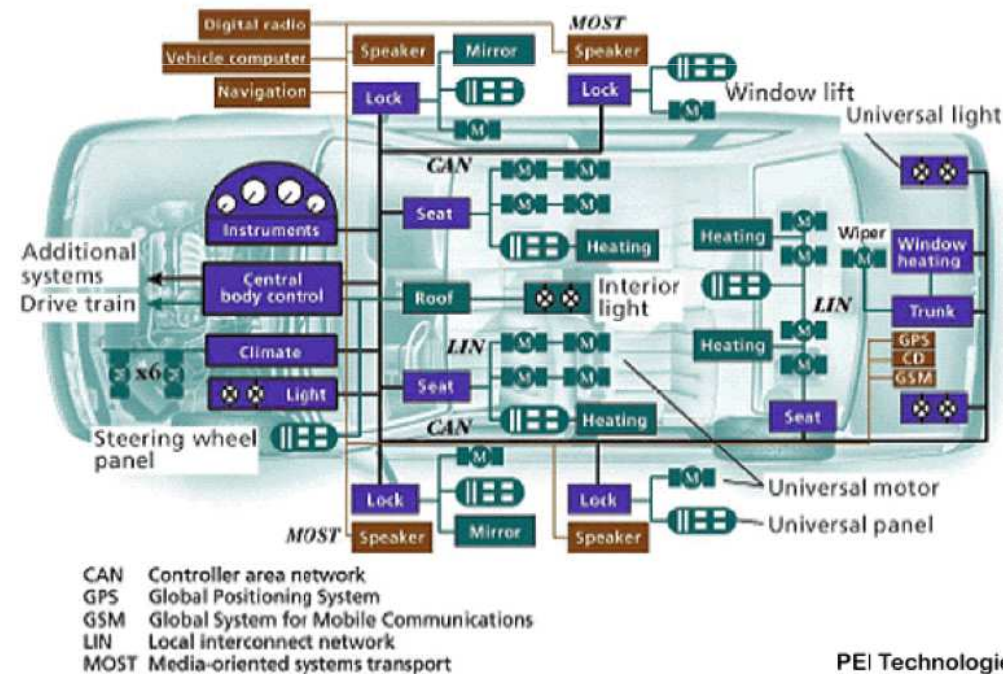 Digital radio
MOST
Speaker
Mirror
Speaker
Vehicle computer
Navigation
Lock
Lock
Window lift
M
M
Universal light
CAN
M M
Instruments
Seat
M M
Heating
Heating
M
Wiper
M
M
Window
heating
Additional
systems
Central
body control
Roof
Interior
light
Drive train
LIN
Trunk
Climate
LIN
M M
Heating
M
M
GPS
CD
GSM
M x6 M
Light
Seat
M M
CAN
Heating
Seat
Steering wheel
panel
M
Lock
Lock
M
Universal motor
Universal panel
MOST
Speaker
Mirror
Speaker
CAN Controller area network
GPS Global Positioning System
GSM Global System for Mobile Communications
LIN Local interconnect network
MOST Media-oriented systems transport
PEI Technologie